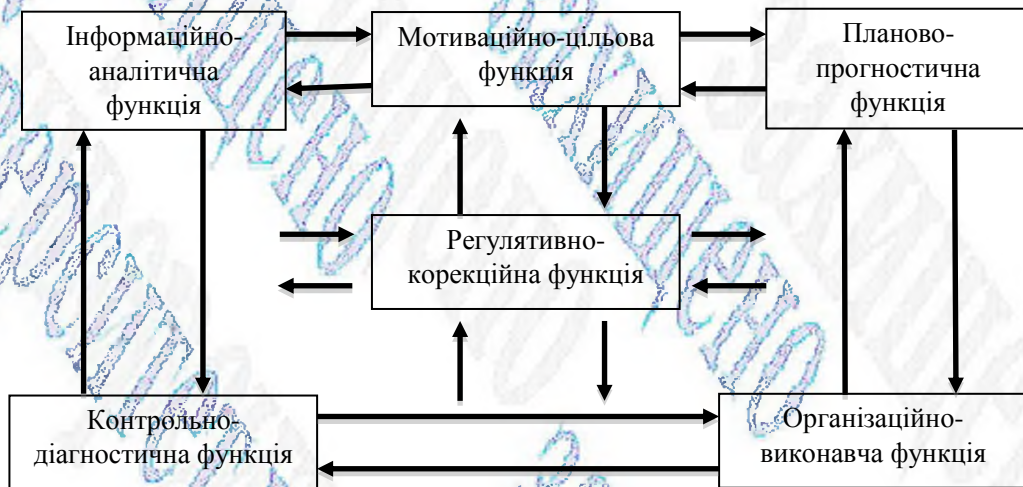 Інформаційно-
аналітична
функція
Мотиваційно-цільова
функція
Планово-
прогностична
функція
Регулятивно-
корекційна функція
Контрольно-
діагностична функція
Організаційно-
виконавча функція